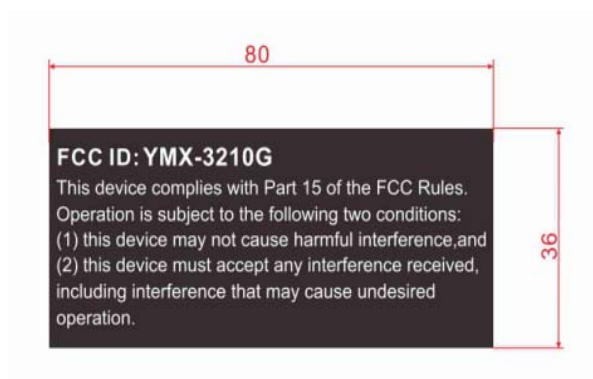 80
FCC ID: YMX-3210G
This device complies with Part 15 of the FCC Rules.
Operation is subject to the following two conditions:
(1) this device may not cause harmful interference,and
(2) this device must accept any interference received,
including interference that may cause undesired
operation.
36